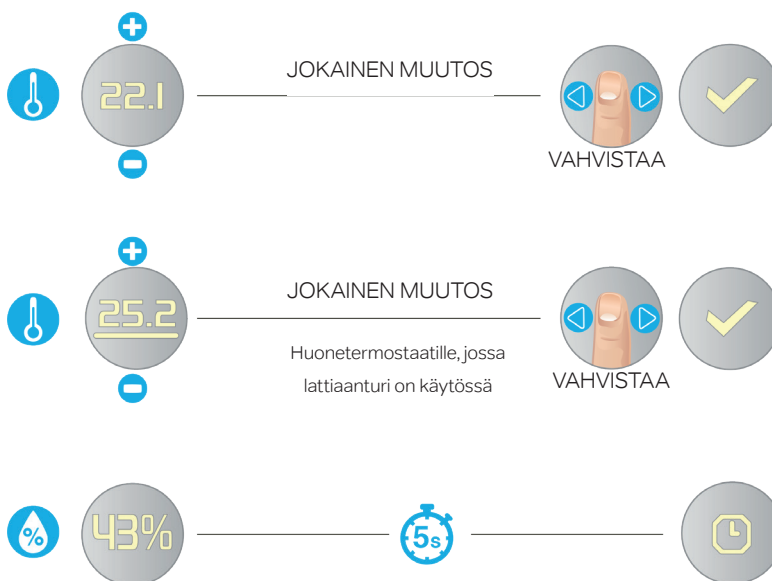 22.1
JOKAINEN MUUTOS
VAHVISTAA
25.2
JOKAINEN MUUTOS
Huonetermostaatille, jossa
lattiaanturi on käytössä
VAHVISTAA
%
43%
5s